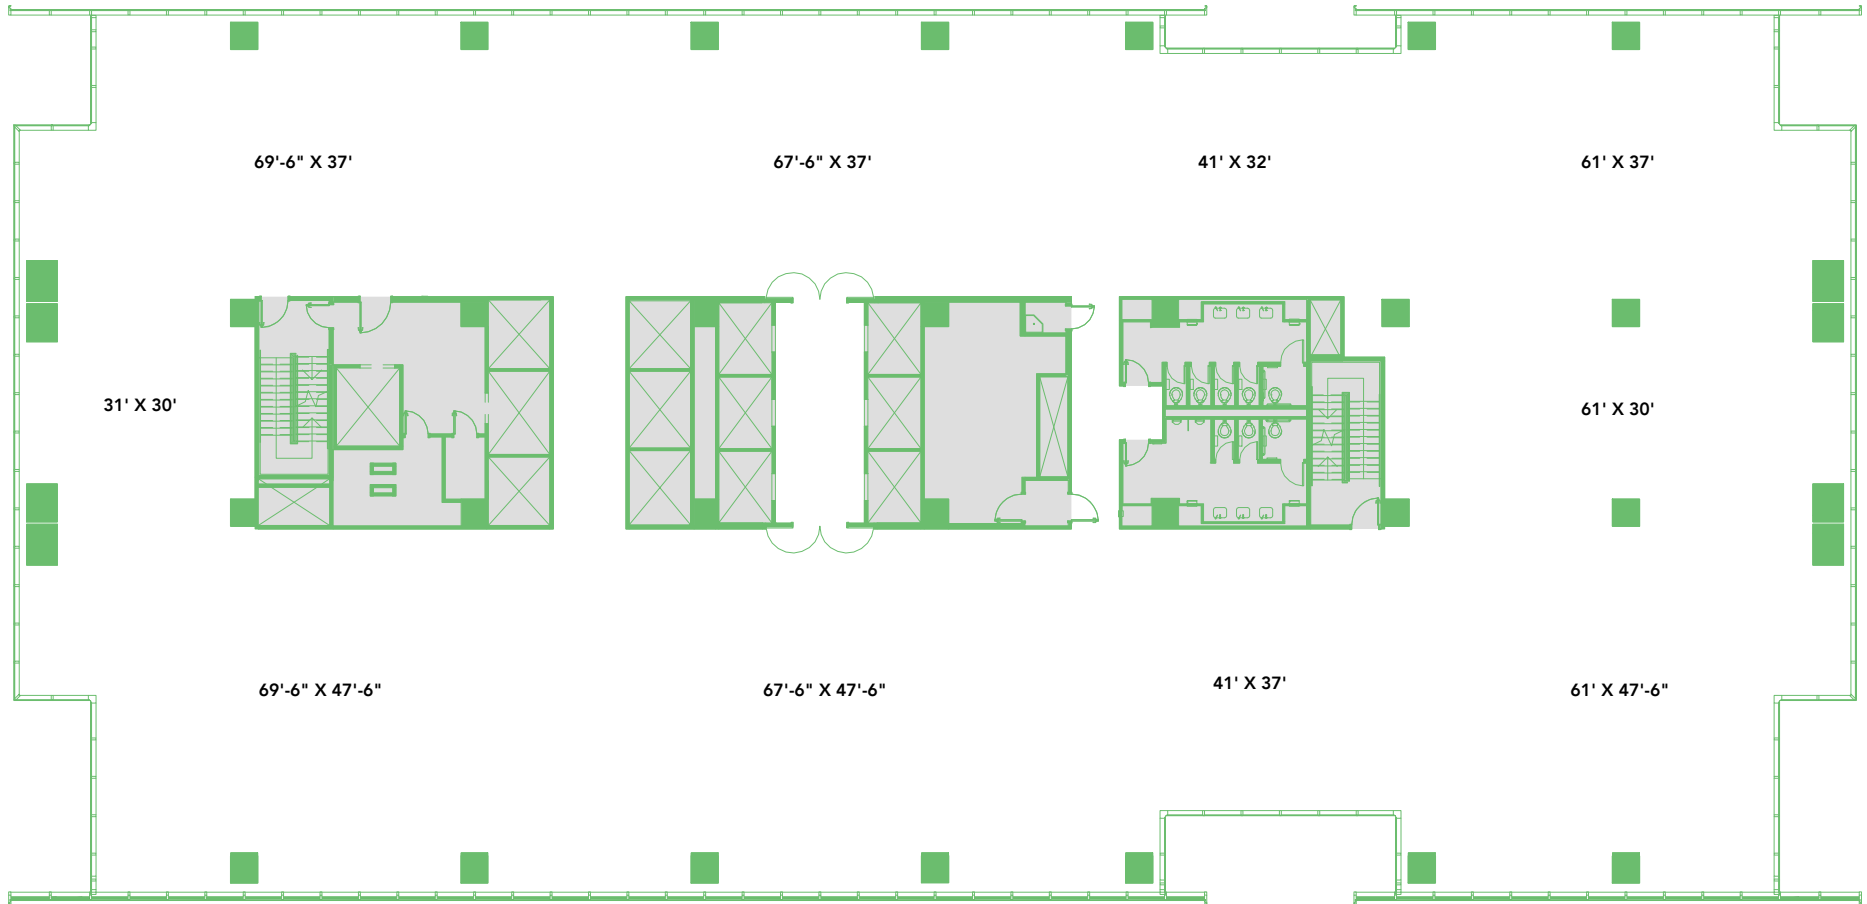 69'-6" X 37'
67'-6" X 37'
41' X 32'
61' X 37'
31' X 30'
61' X 30'
69'-6" X 47'-6"
67'-6" X 47'-6"
41' X 37'
61' X 47'-6"